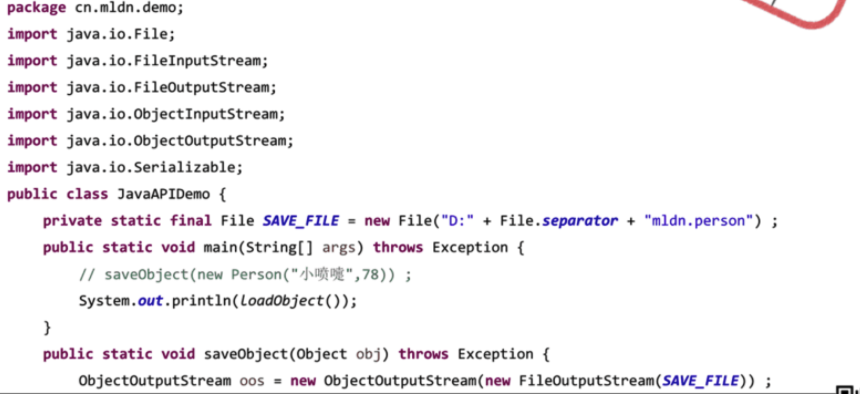 package cn.mldn.demo;
import java.io.File;
import java.io.FileInputStream;
import java.io.FileOutputStream;
import java.io.ObjectInputStream;
import java.io.ObjectOutputStream;
import java.io.Serializable;
public class JavaAPIDemo {
    private static final File SAVE_FILE = new File("D:" + File.separator + "mldn.person") ;
    public static void main(String[] args) throws Exception {
        // saveObject(new Person("小喷嚏",78)) ;
        System.out.println(loadObject());
    }
    public static void saveObject(Object obj) throws Exception {
        ObjectOutputStream oos = new ObjectOutputStream(new FileOutputStream(SAVE_FILE)) ;